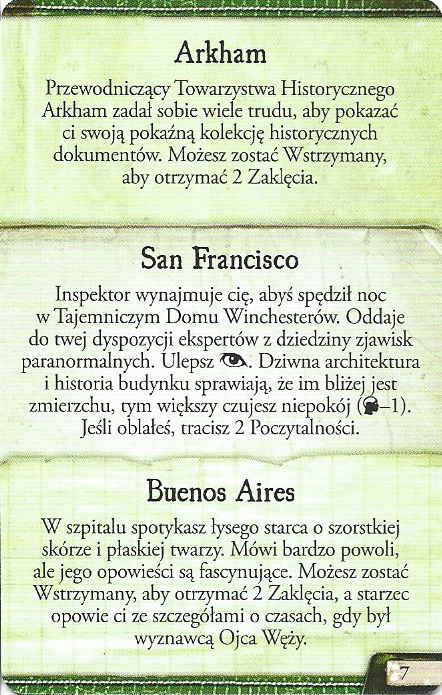 Arkham
Przewodniczący Towarzystwa Historycznego
Arkham zadał sobie wiele trudu, aby pokazać
ci swoją pokaźną kolekcję historycznych
dokumentów. Możesz zostać Wstrzymany,
aby otrzymać 2 Zaklęcia.
San Francisco
Inspektor wynajmuje cię, abyś spędził noc
w Tajemniczym Domu Winchesterów. Oddaje
do twej dyspozycji ekspertów z dziedziny zjawisk
paranormalnych. Ulepsz . Dziwna architektura
i historia budynku sprawiają, że im bliżej jest
zmierzchu, tym większy czujesz niepokój (–1).
Jeśli oblałeś, tracisz 2 Poczytalności.
Buenos Aires
W szpitalu spotykasz łysego starca o szorstkiej
skórze i płaskiej twarzy. Mówi bardzo powoli,
ale jego opowieści są fascynujące. Możesz zostać
Wstrzymany, aby otrzymać 2 Zaklęcia, a starzec
opowie ci ze szczegółami o czasach, gdy był
wyznawcą Ojca Węży.
7